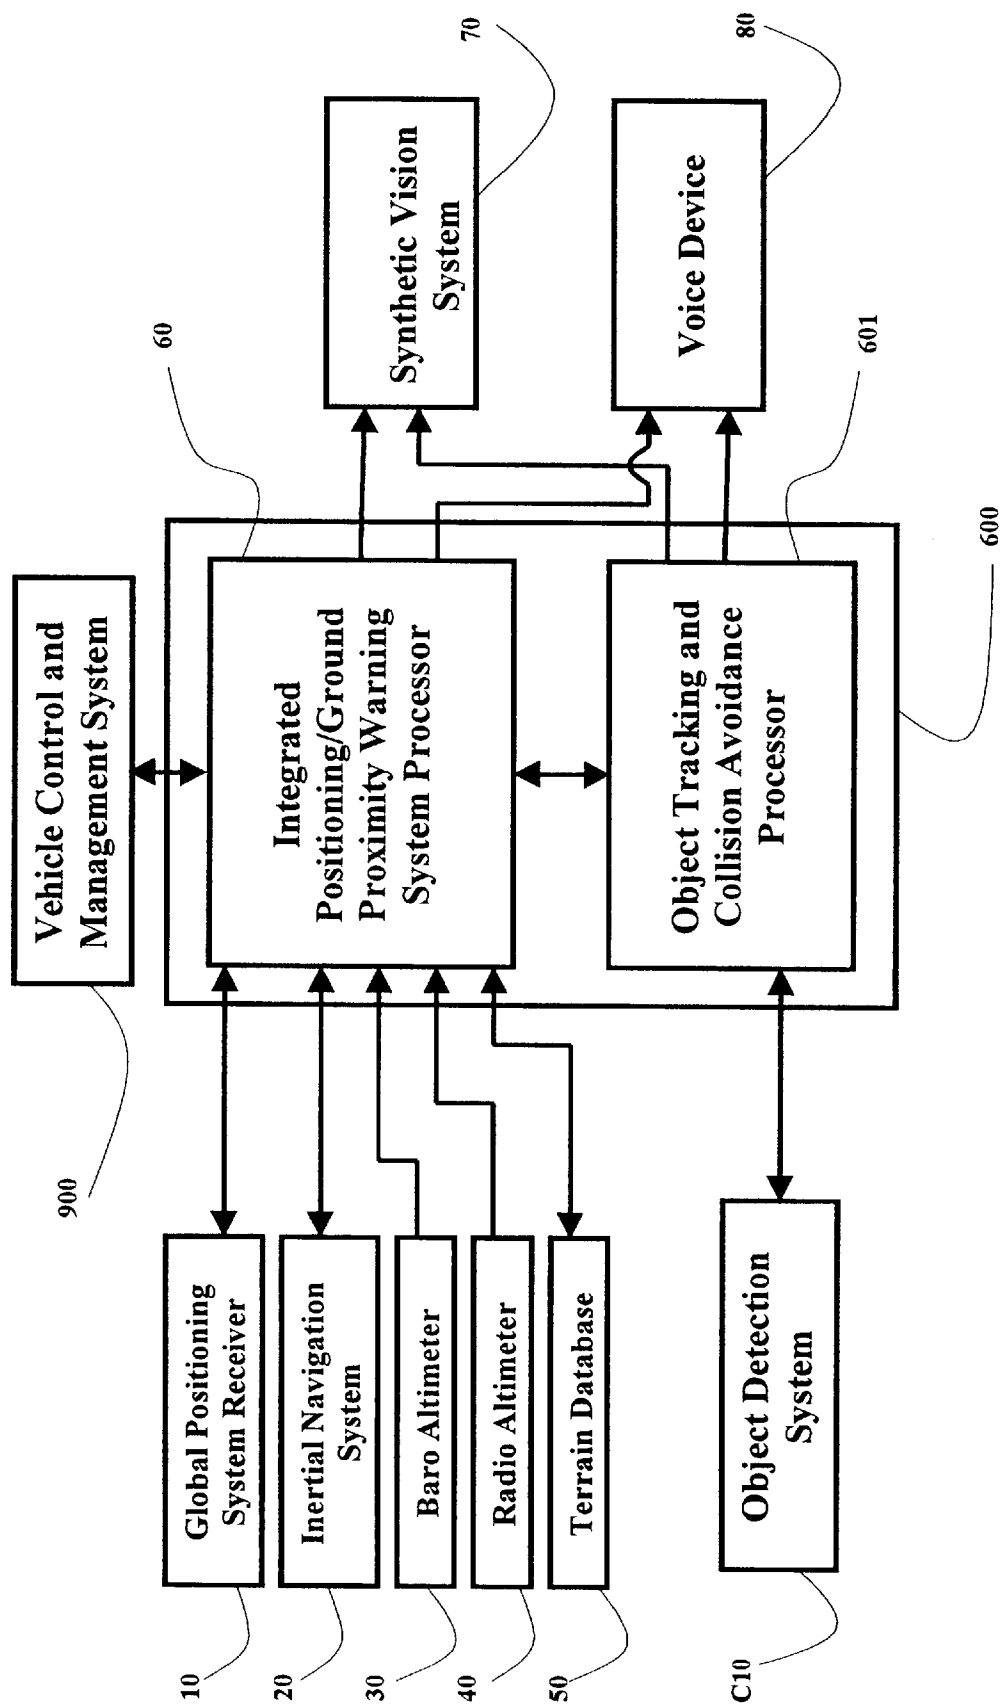 900
Vehicle Control and
Management System
10
Global Positioning
System Receiver
20
Inertial Navigation
System
30
Baro Altimeter
40
Radio Altimeter
50
Terrain Database
C10
Object Detection
System
60
Integrated
Positioning/Ground
Proximity Warning
System Processor
Object Tracking and
Collision Avoidance
Processor
601
600
Synthetic Vision
System
70
Voice Device
80